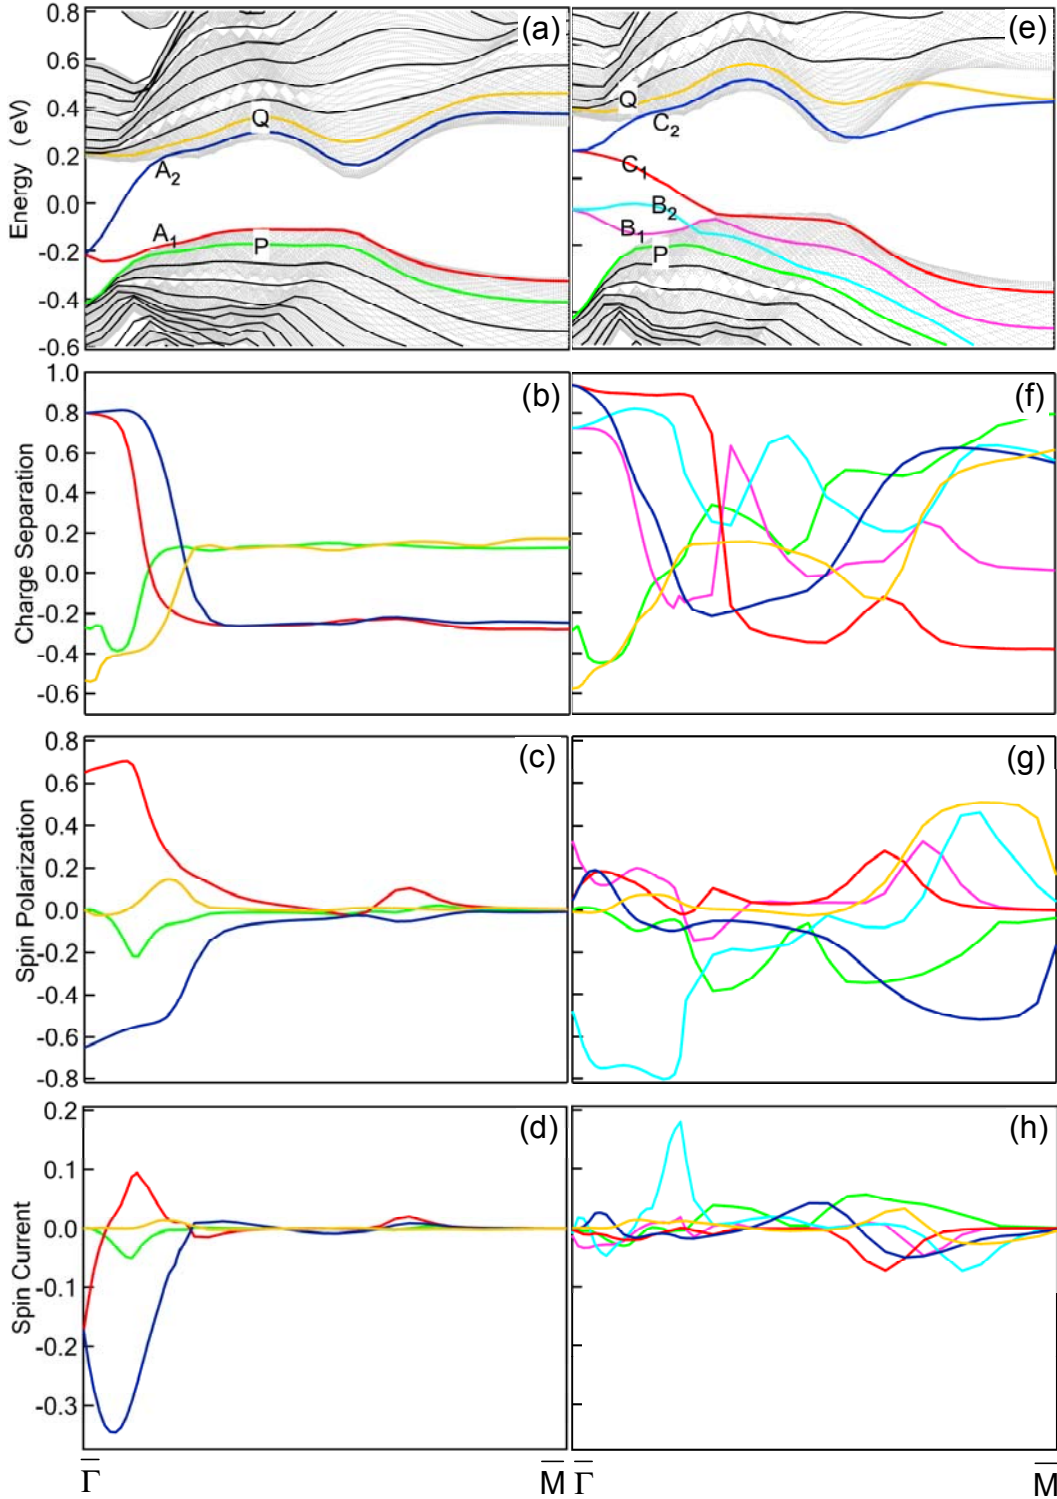 (a)
(e)
Energy (eV)
0.8
0.6
0.4
0.2
0.0
-0.2
-0.4
-0.6
Q
A2
A1
P
Q
C2
C1
B2
B1
P
(b)
(f)
Charge Separation
1.0
0.8
0.6
0.4
0.2
0.0
-0.2
-0.4
-0.6
(c)
(g)
Spin Polarization
0.8
0.6
0.4
0.2
0.0
-0.2
-0.4
-0.6
-0.8
(d)
(h)
Spin Current
0.2
0.1
0.0
-0.1
-0.2
-0.3
Γ̅ M̅ Γ̅ M̅